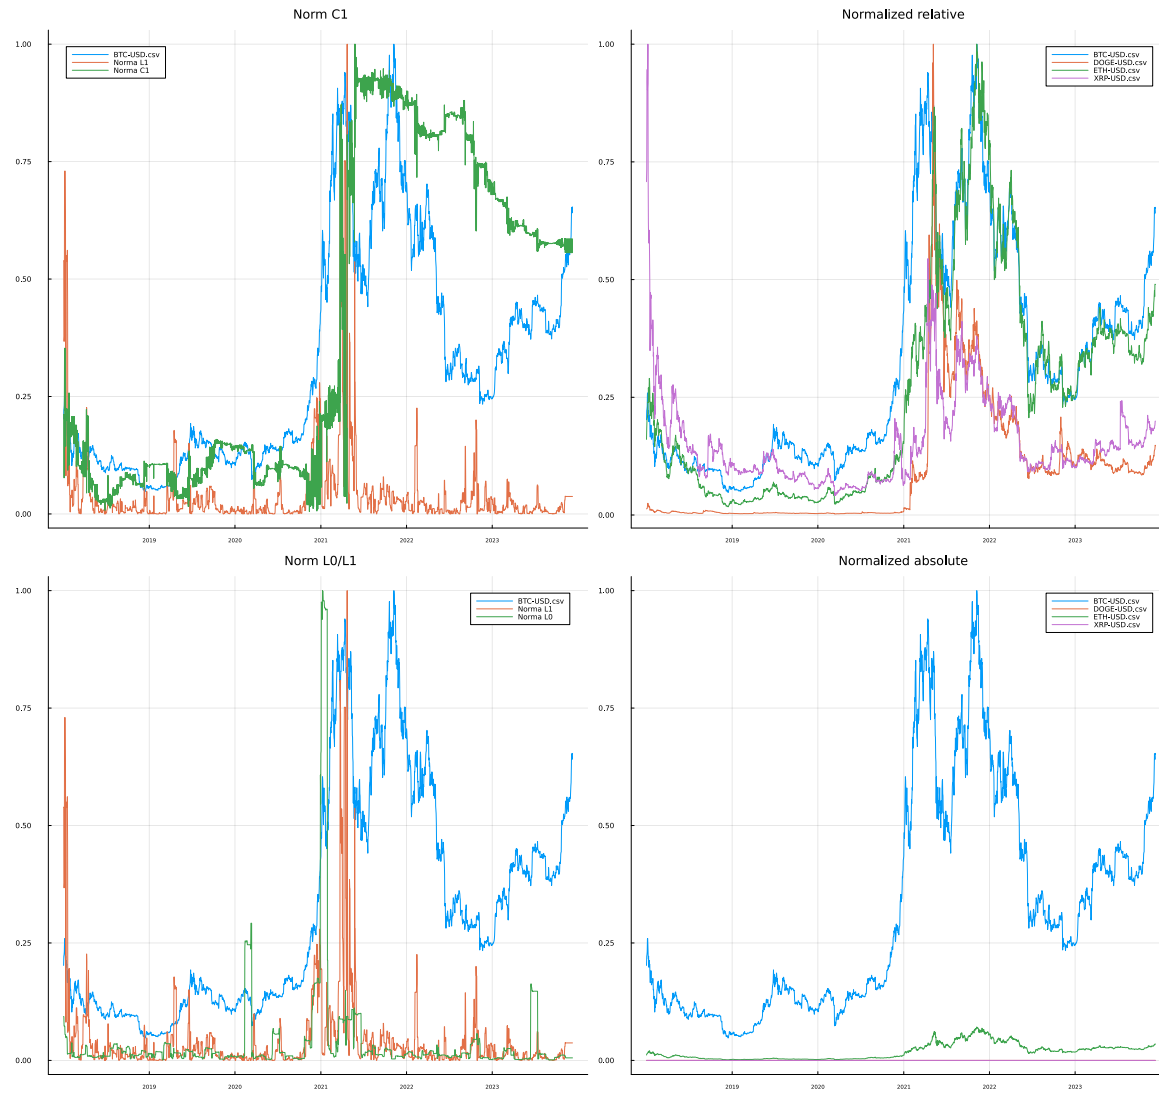 Norm C1
1.00
0.75
0.50
0.25
0.00
2019
2020
2021
2022
2023
BTC-USD.csv
Norma L1
Norma C1
Normalized relative
1.00
0.75
0.50
0.25
0.00
2019
2020
2021
2022
2023
BTC-USD.csv
DOGE-USD.csv
ETH-USD.csv
XRP-USD.csv
Norm L0/L1
1.00
0.75
0.50
0.25
0.00
2019
2020
2021
2022
2023
BTC-USD.csv
Norma L1
Norma L0
Normalized absolute
1.00
0.75
0.50
0.25
0.00
2019
2020
2021
2022
2023
BTC-USD.csv
DOGE-USD.csv
ETH-USD.csv
XRP-USD.csv